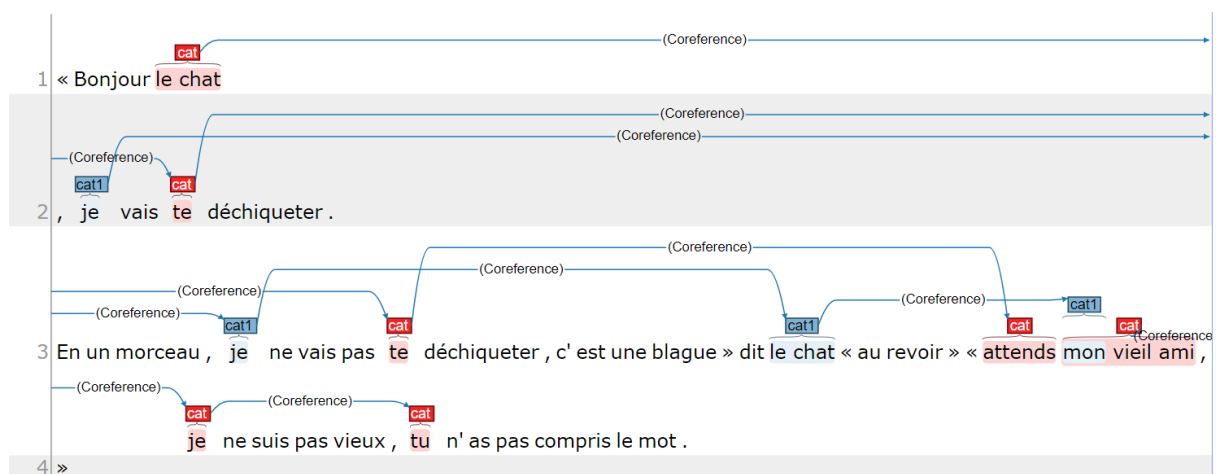 cat (Coreference)
1 « Bonjour le chat
(Coreference)
(Coreference)
(Coreference)
cat1 cat
2 , je vais te déchiqueter .
(Coreference)
(Coreference)
(Coreference) (Coreference)
(Coreference) cat1
cat1 cat cat1 cat cat (Coreference
3 En un morceau , je ne vais pas te déchiqueter , c' est une blague » dit le chat « au revoir » « attends mon vieil ami ,
(Coreference) (Coreference)
cat cat
je ne suis pas vieux , tu n' as pas compris le mot .
4 »